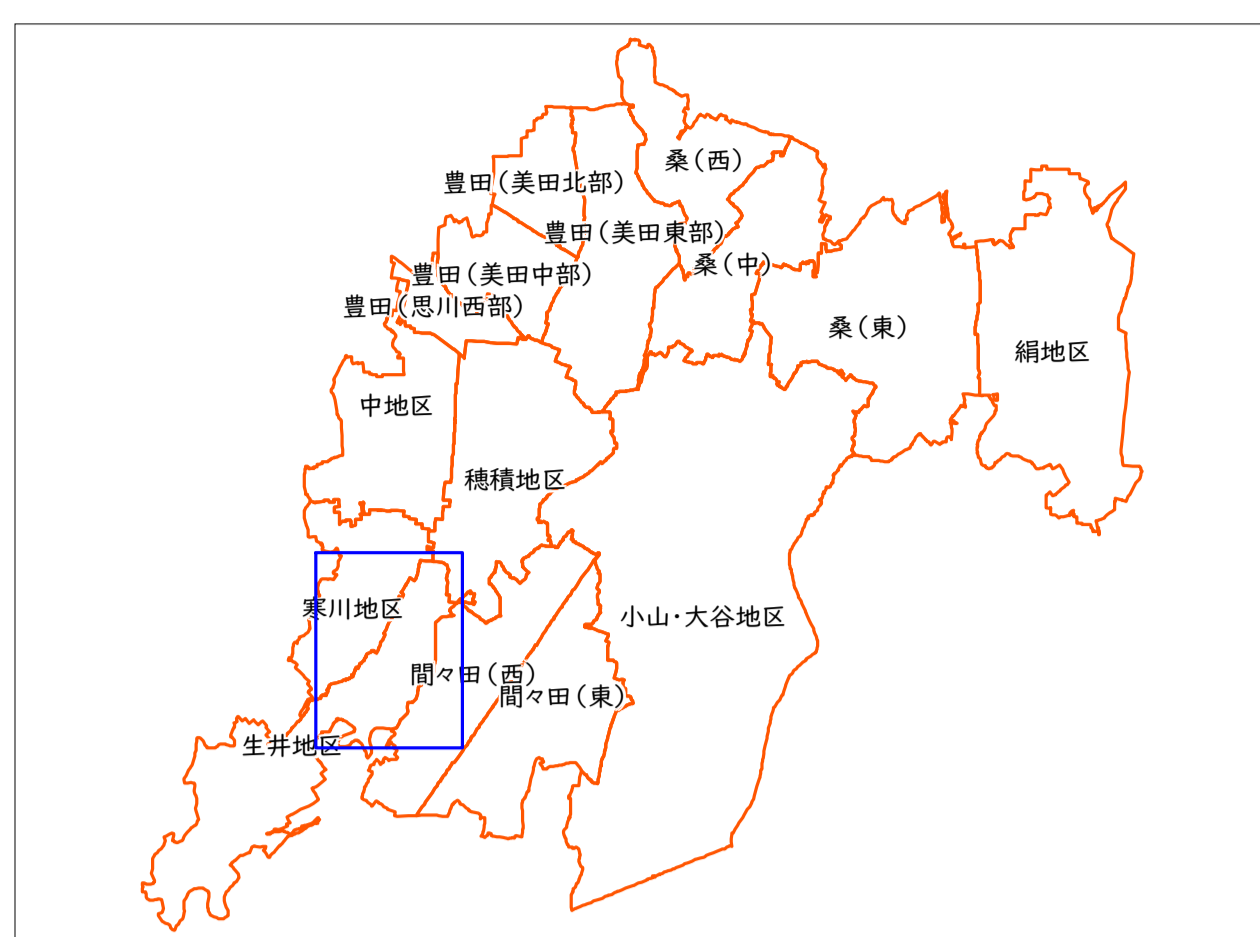 桑(西)
豊田(美田北部)
豊田(美田東部)
桑(中)
豊田(美田中部)
豊田(思川西部)
桑(東)
絹地区
中地区
穂積地区
寒川地区
小山・大谷地区
間々田(西)
間々田(東)
生井地区